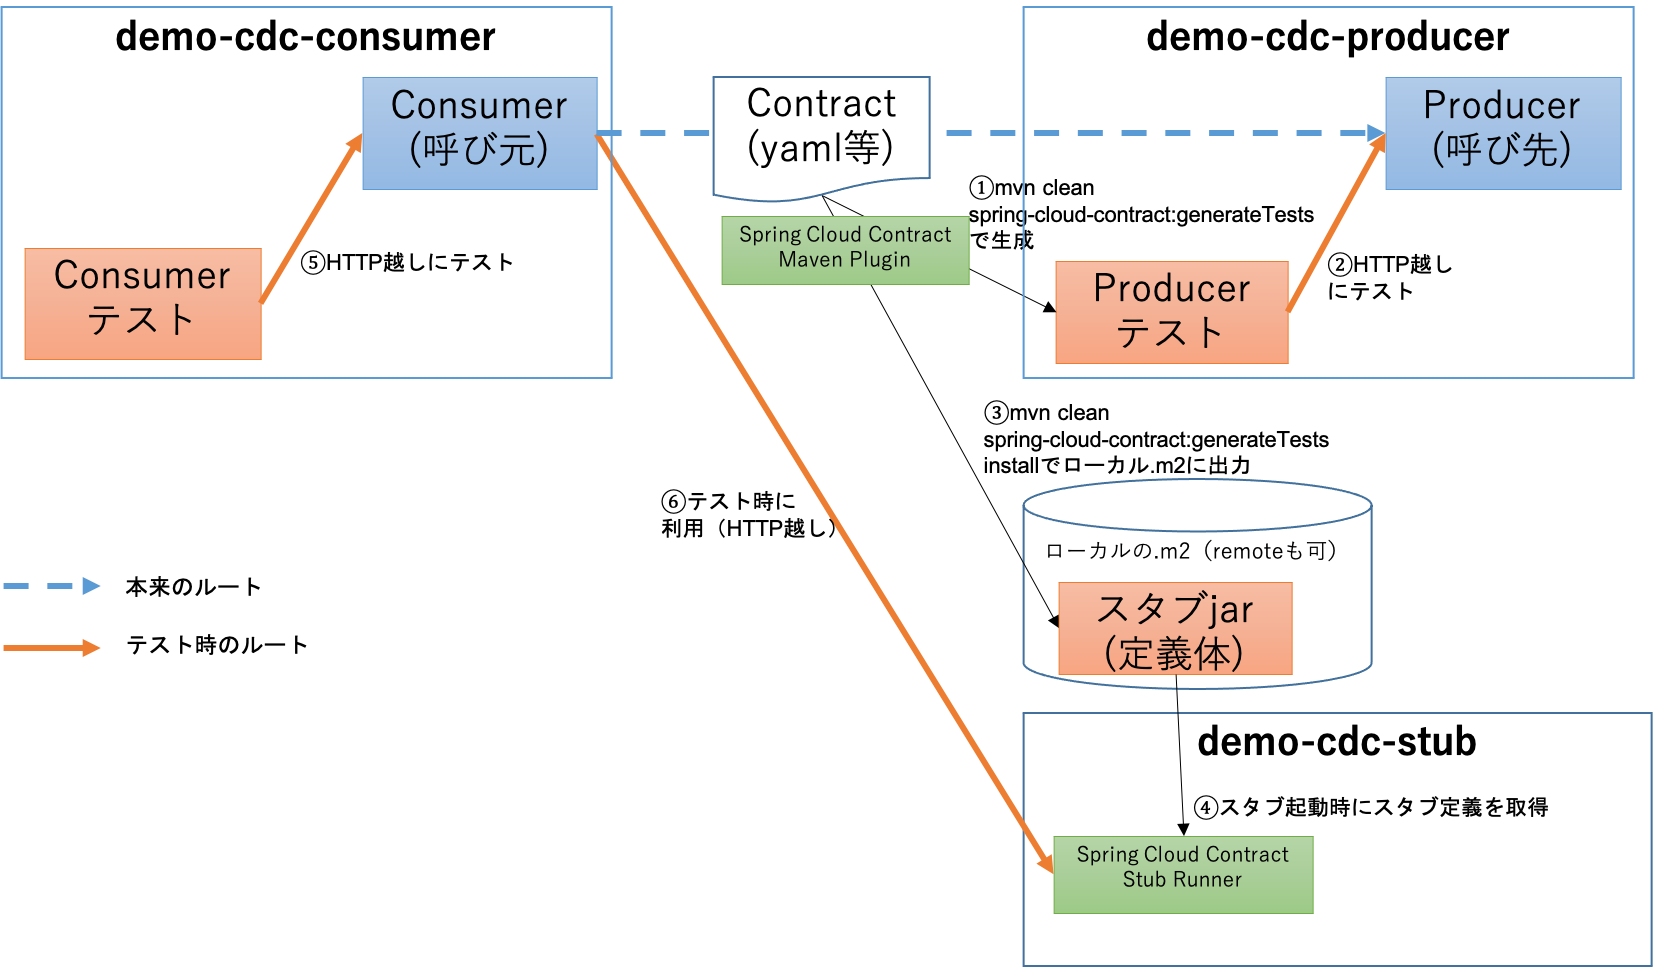 demo-cdc-consumer
Consumer
(呼び元)
Consumer
テスト
⑤HTTP越しにテスト
Contract
(yaml等)
Spring Cloud Contract
Maven Plugin
demo-cdc-producer
Producer
(呼び先)
①mvn clean
spring-cloud-contract:generateTests
で生成
②HTTP越し
にテスト
Producer
テスト
③mvn clean
spring-cloud-contract:generateTests
installでローカル.m2に出力
⑥テスト時に
利用（HTTP越し）
ローカルの.m2（remoteも可）
スタブjar
(定義体)
本来のルート
テスト時のルート
demo-cdc-stub
④スタブ起動時にスタブ定義を取得
Spring Cloud Contract
Stub Runner